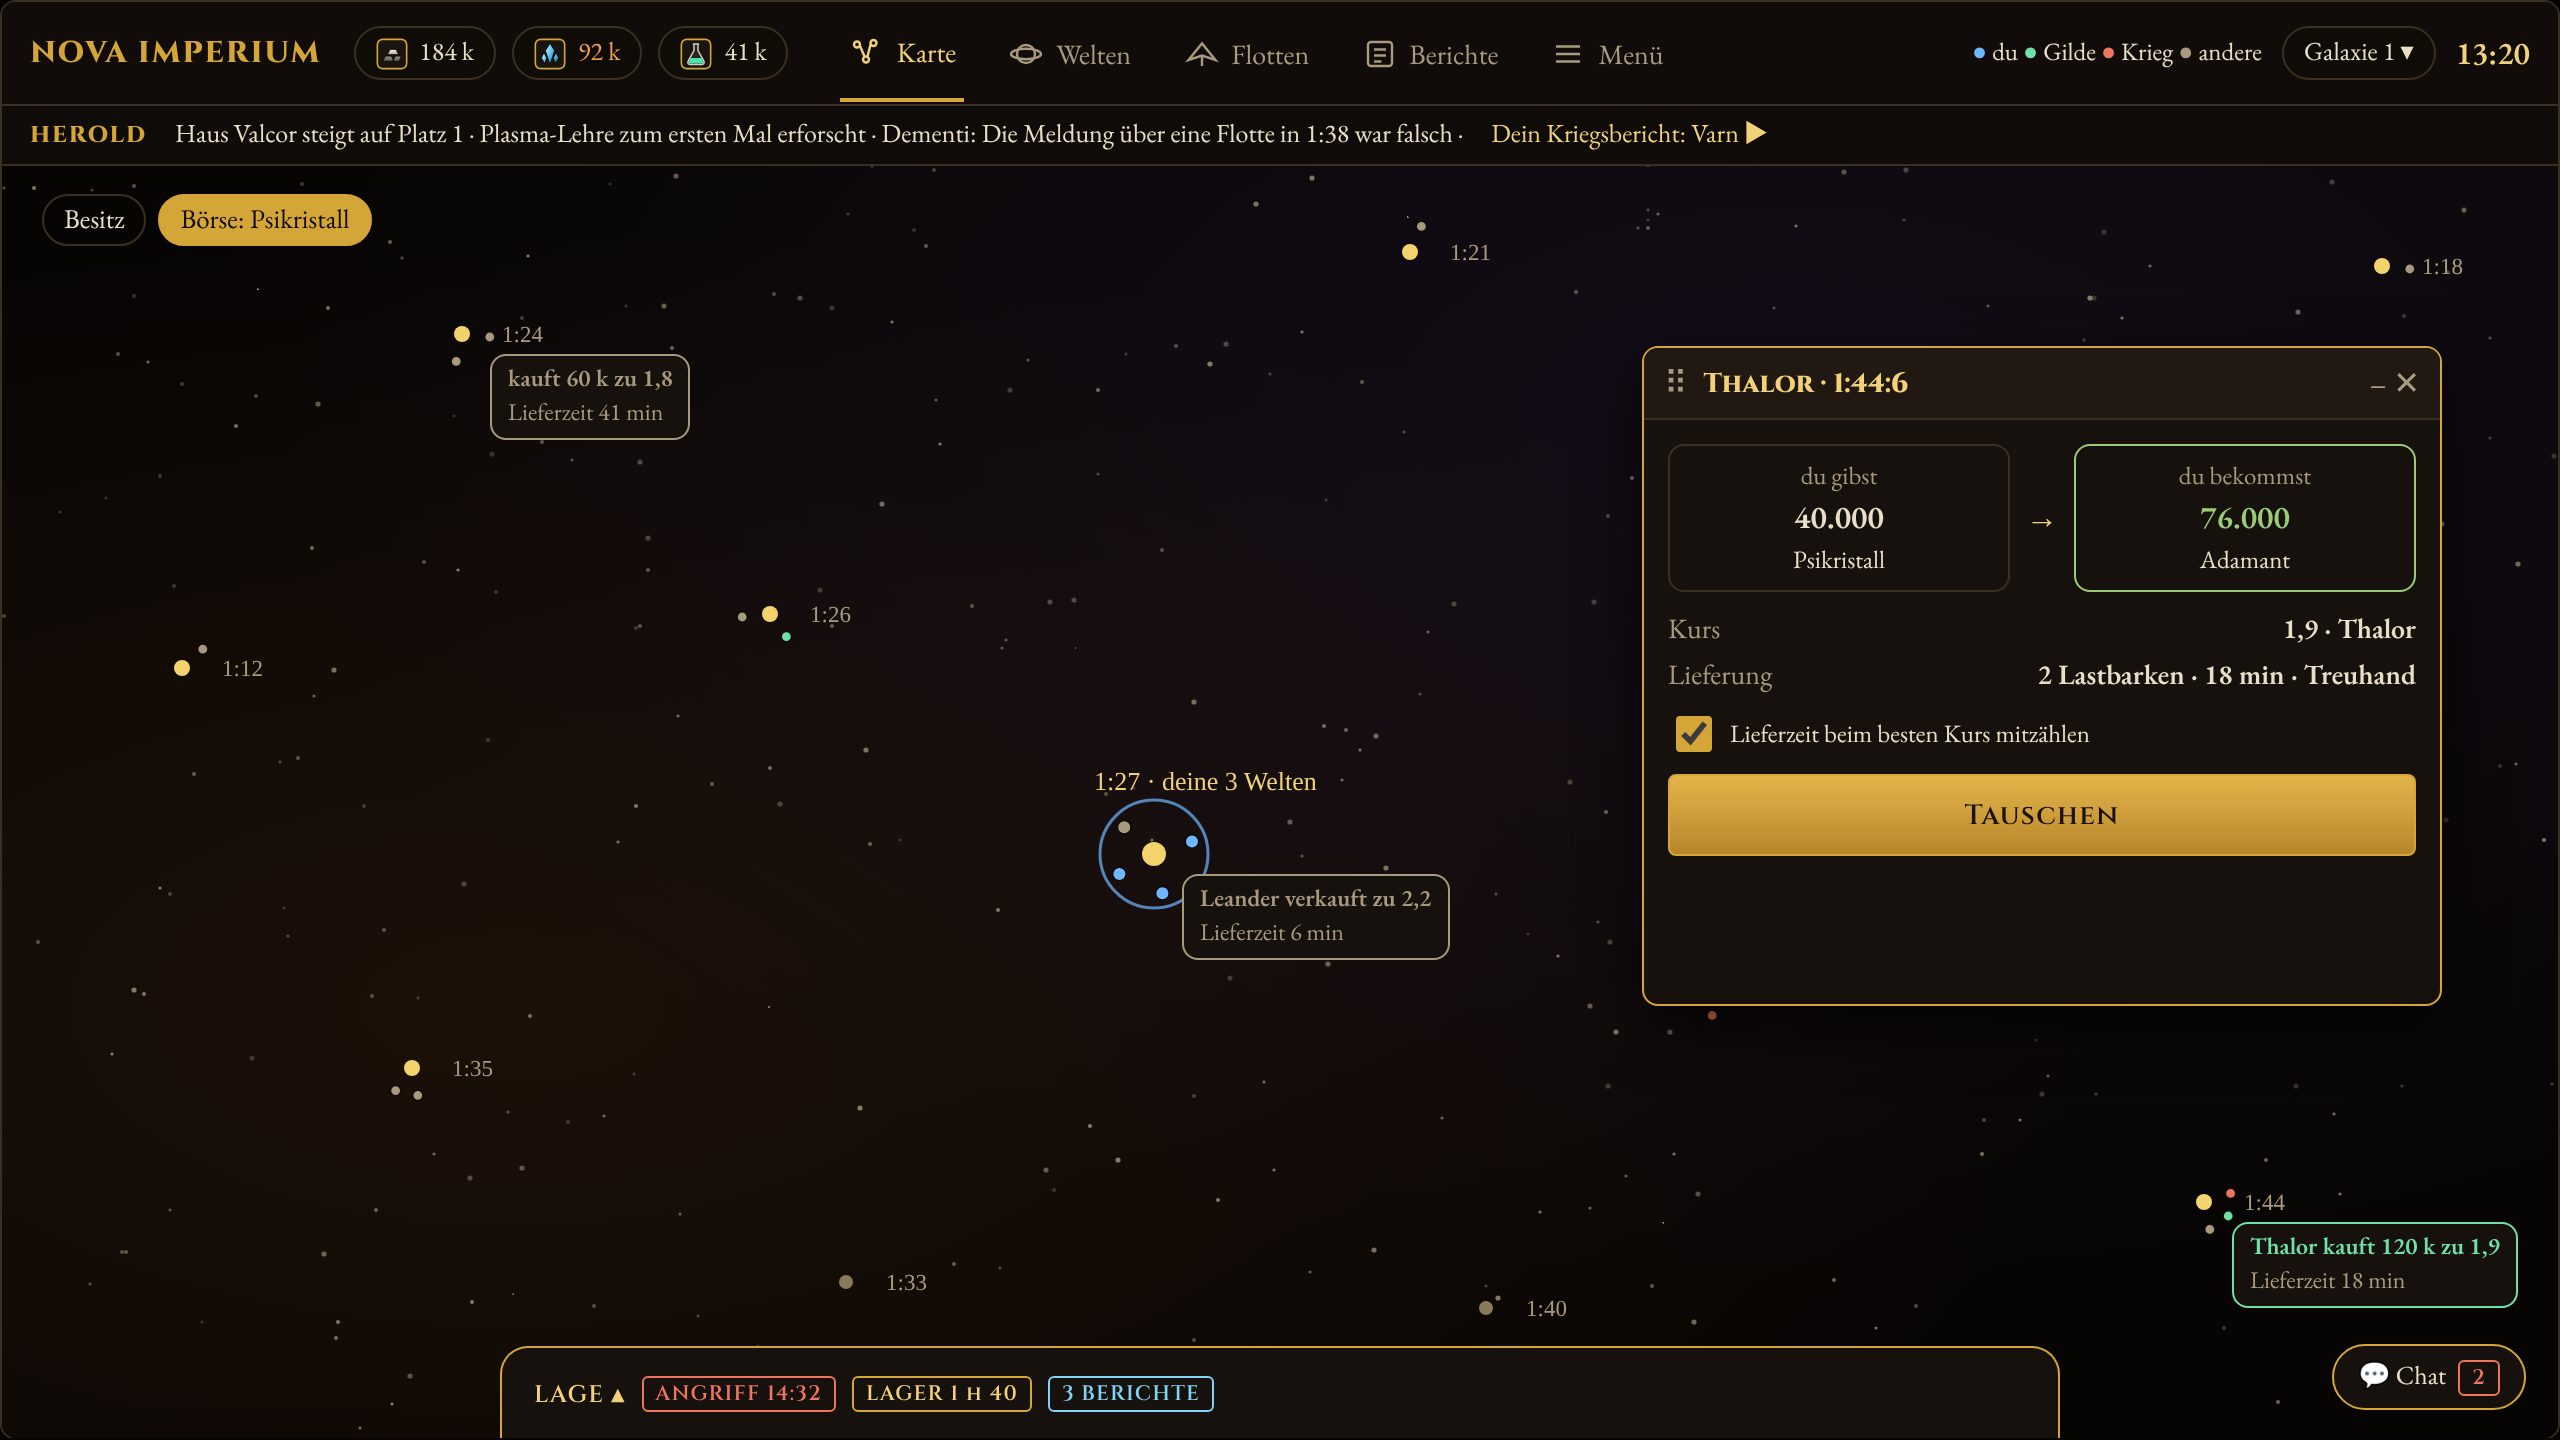 NOVA IMPERIUM 184 k 92 k 41 k Karte Welten Flotten Berichte Menü du Gilde Krieg andere Galaxie 1 ▼ 13:20
HEROLD Haus Valcor steigt auf Platz 1 · Plasma-Lehre zum ersten Mal erforscht · Dementi: Die Meldung über eine Flotte in 1:38 war falsch · Dein Kriegsbericht: Varn ▶
Besitz Börse: Psikristall
1:21
1:18
1:24
kauft 60 k zu 1,8
Lieferzeit 41 min
1:26
1:12
1:27 · deine 3 Welten
Leander verkauft zu 2,2
Lieferzeit 6 min
1:35
1:33
1:40
1:44
Thalor kauft 120 k zu 1,9
Lieferzeit 18 min
Thalor · 1:44:6 – ✕
du gibst
40.000
Psikristall
→
du bekommst
76.000
Adamant
Kurs 1,9 · Thalor
Lieferung 2 Lastbarken · 18 min · Treuhand
Lieferzeit beim besten Kurs mitzählen
Tauschen
LAGE ▲ ANGRIFF 14:32 LAGER 1 H 40 3 BERICHTE
Chat 2